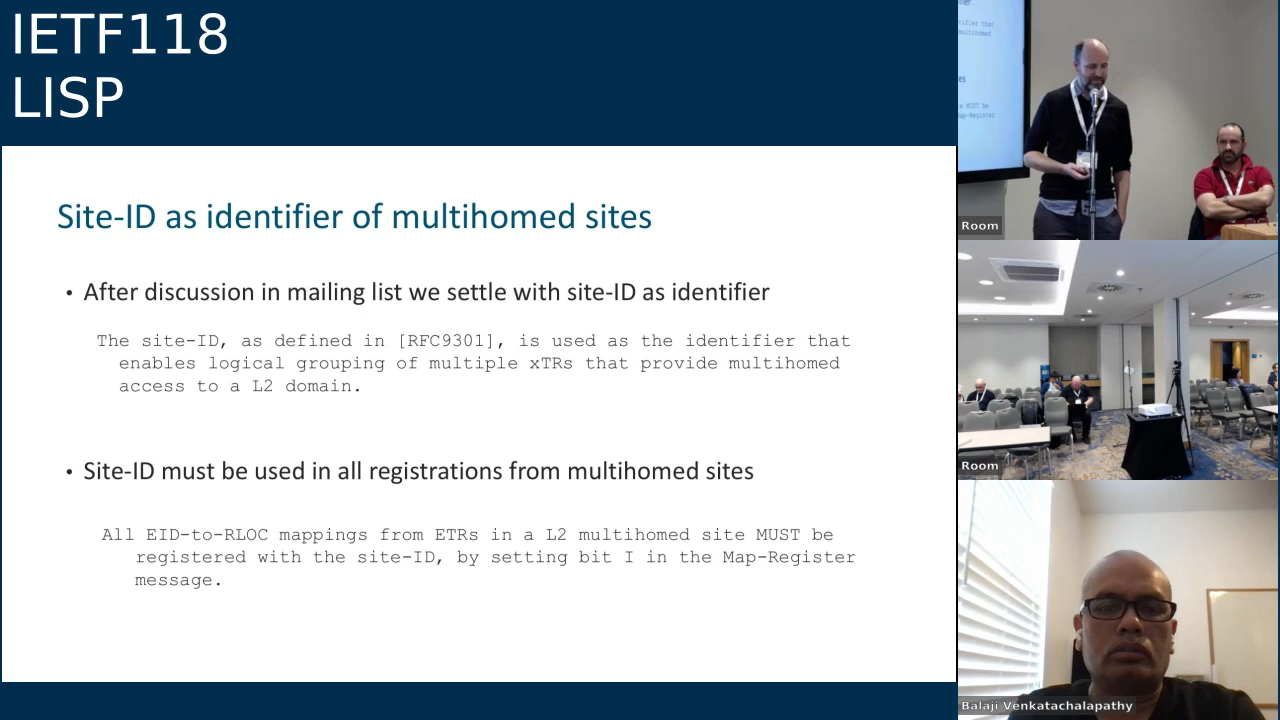 IETF118
LISP
Site-ID as identifier of multihomed sites
• After discussion in mailing list we settle with site-ID as identifier
The site-ID, as defined in [RFC9301], is used as the identifier that
enables logical grouping of multiple xTRs that provide multihomed
access to a L2 domain.
• Site-ID must be used in all registrations from multihomed sites
All EID-to-RLOC mappings from ETRs in a L2 multihomed site MUST be
registered with the site-ID, by setting bit I in the Map-Register
message.
Room
Room
Balaji Venkatachalapathy